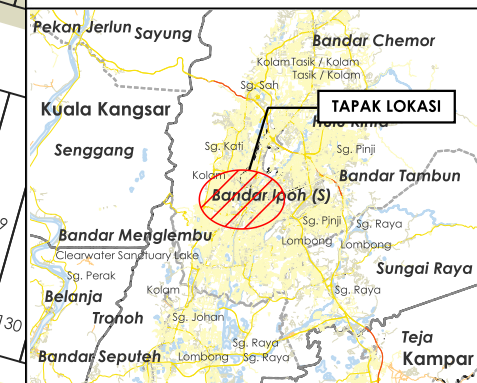 Pekan Jerlun
Sayung
Bandar Chemor
Kolam
Tasik / Kolam
Tasik / Kolam
Sg. Sah
Kuala Kangsar
TAPAK LOKASI
Hulu Kinta
Senggang
Sg. Kati
Sg. Pinji
Kolam
Bandar Tambun
Bandar Ipoh (S)
9
Sg. Pinji
Sg. Raya
Bandar Menglembu
Lombong
Lombong
Clearwater Sanctuary Lake
Sungai Raya
Sg. Perak
Belanja
Kolam
Sg. Raya
130
Tronoh
Sg. Johan
Teja
Sg. Raya
Bandar Seputeh
Lombong
Sg. Raya
Kampar